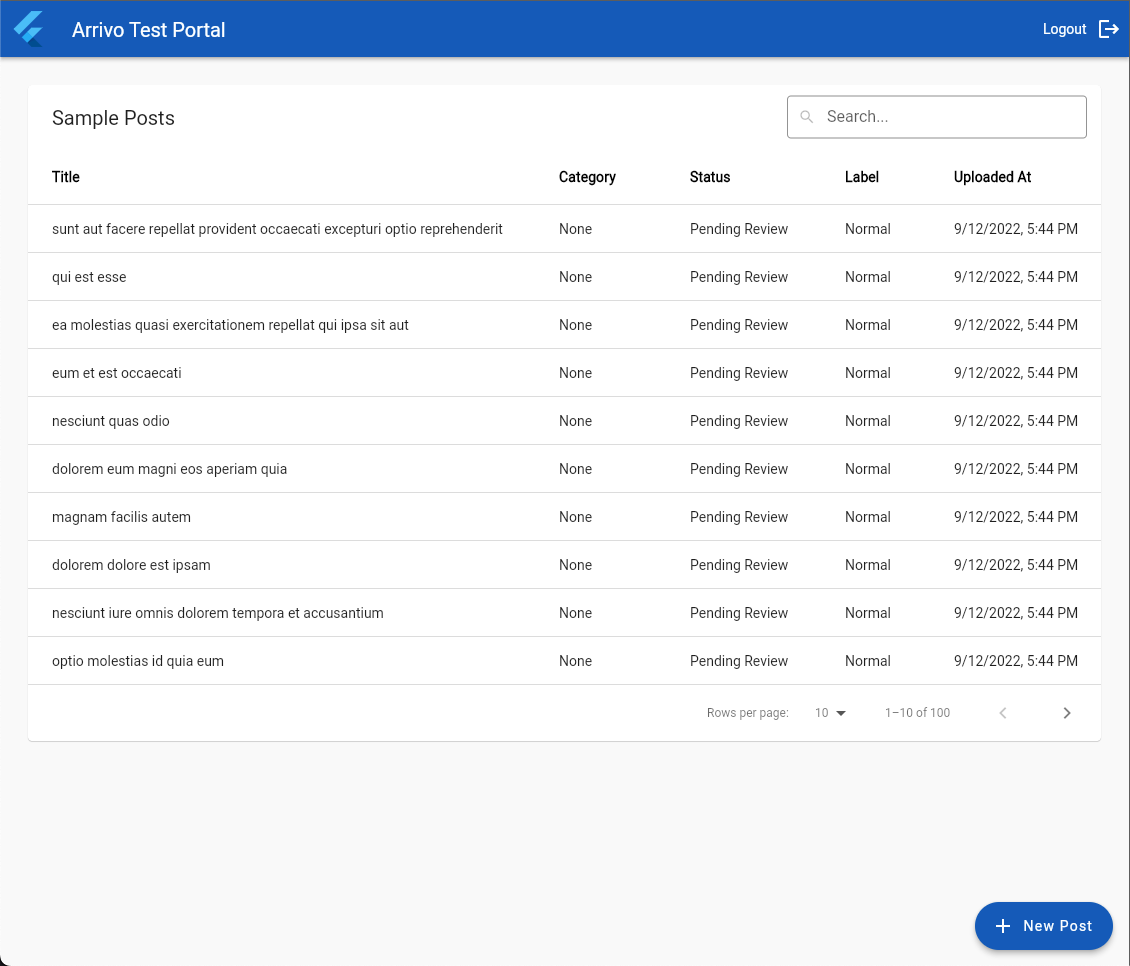 Arrivo Test Portal Logout
Sample Posts Search...
Title Category Status Label Uploaded At
sunt aut facere repellat provident occaecati excepturi optio reprehenderit None Pending Review Normal 9/12/2022, 5:44 PM
qui est esse None Pending Review Normal 9/12/2022, 5:44 PM
ea molestias quasi exercitationem repellat qui ipsa sit aut None Pending Review Normal 9/12/2022, 5:44 PM
eum et est occaecati None Pending Review Normal 9/12/2022, 5:44 PM
nesciunt quas odio None Pending Review Normal 9/12/2022, 5:44 PM
dolorem eum magni eos aperiam quia None Pending Review Normal 9/12/2022, 5:44 PM
magnam facilis autem None Pending Review Normal 9/12/2022, 5:44 PM
dolorem dolore est ipsam None Pending Review Normal 9/12/2022, 5:44 PM
nesciunt iure omnis dolorem tempora et accusantium None Pending Review Normal 9/12/2022, 5:44 PM
optio molestias id quia eum None Pending Review Normal 9/12/2022, 5:44 PM
Rows per page: 10 1–10 of 100
New Post